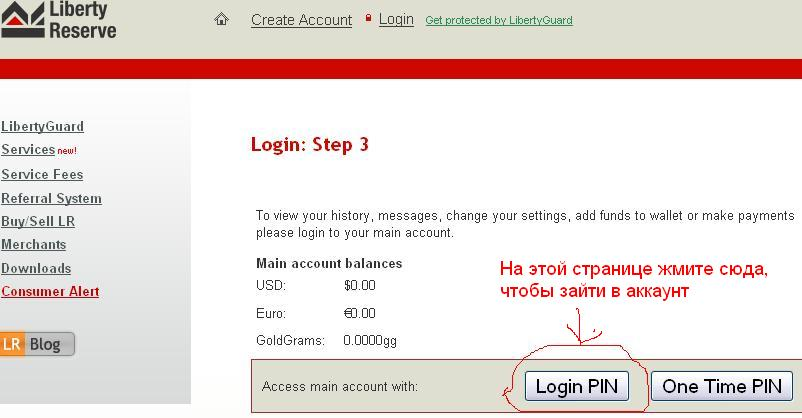 Liberty
Reserve
Create Account
Login
Get protected by LibertyGuard
LibertyGuard
Services new!
Service Fees
Referral System
Buy/Sell LR
Merchants
Downloads
Consumer Alert
LR Blog
Login: Step 3
To view your history, messages, change your settings, add funds to wallet or make payments
please login to your main account.
Main account balances
USD: $0.00
Euro: €0.00
GoldGrams: 0.0000gg
На этой странице жмите сюда,
чтобы зайти в аккаунт
Access main account with: Login PIN One Time PIN